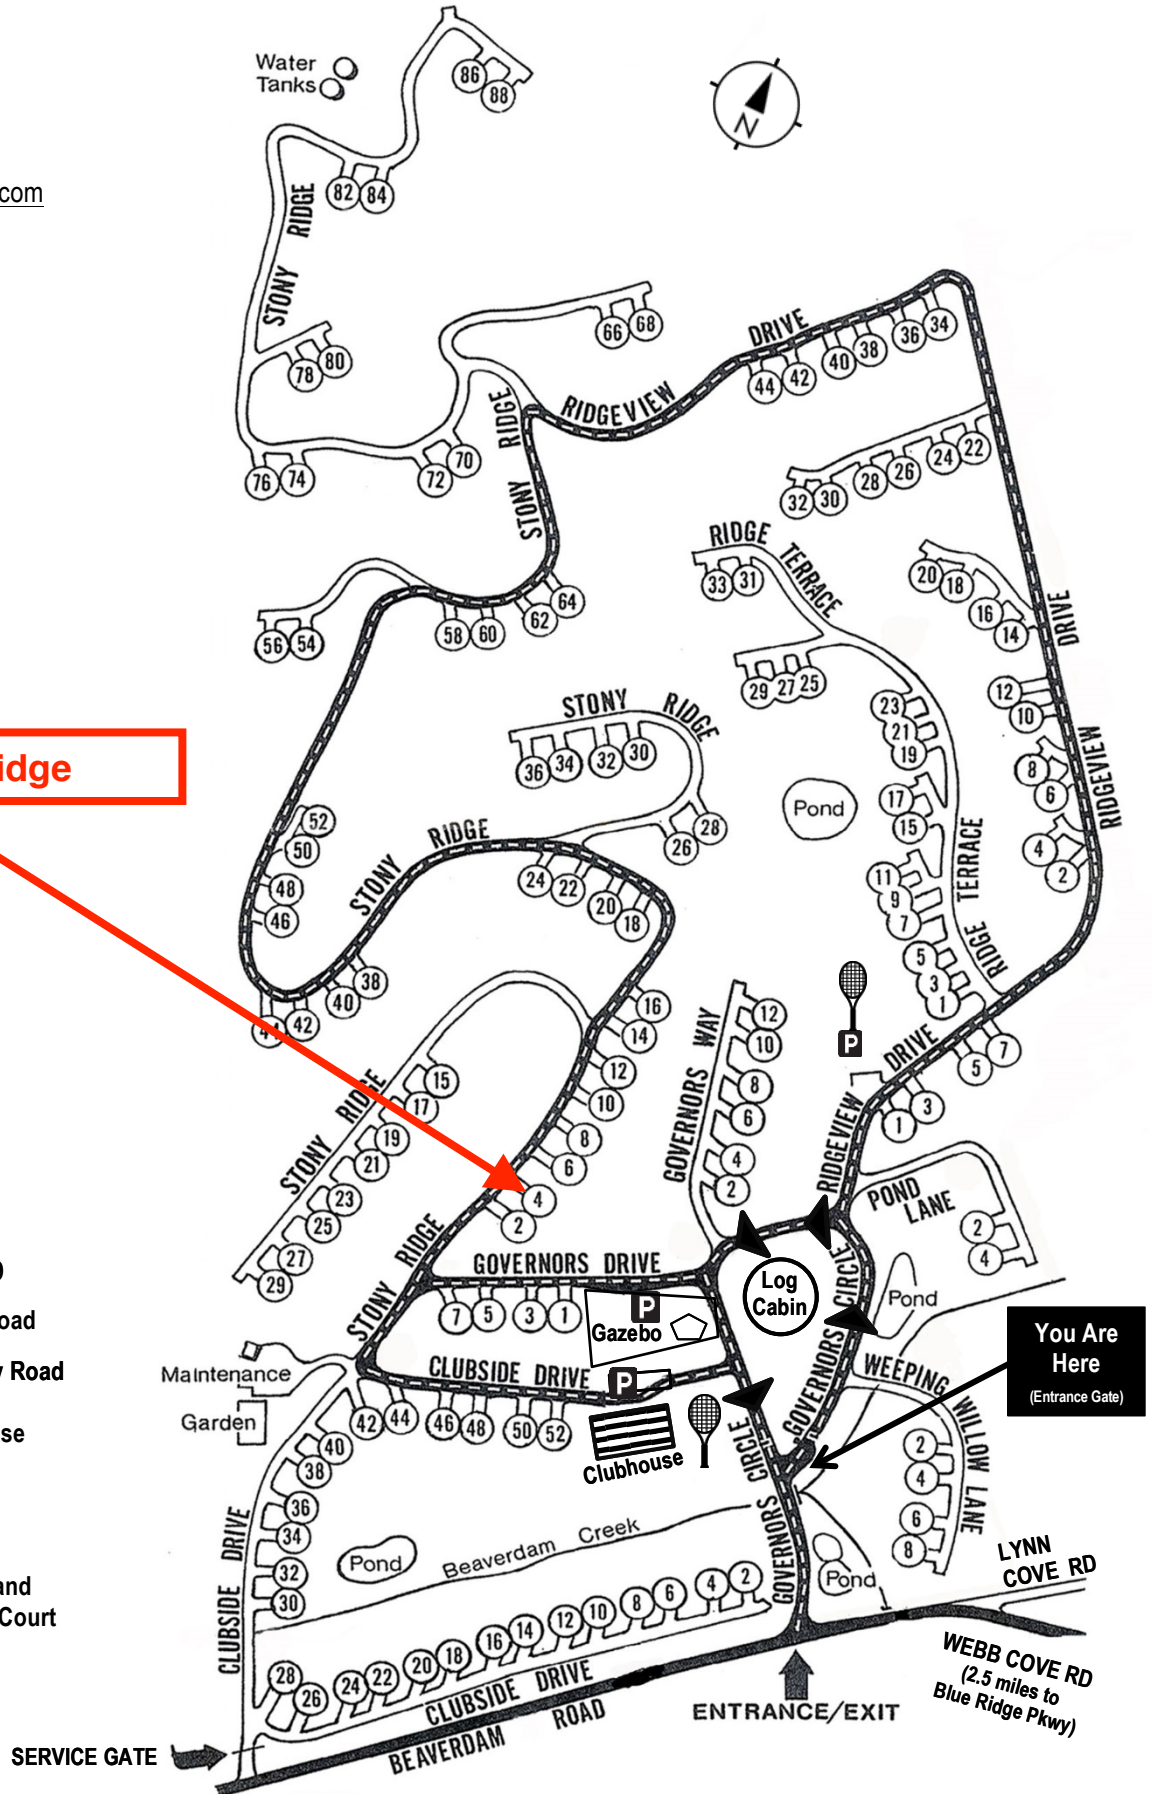 Water
Tanks
86
88
N
com
82
84
STONY RIDGE
66
68
DRIVE
34
36
38
40
42
44
78
80
RIDGEVIEW
STONY RIDGE
76
74
72
70
22
24
26
28
30
32
RIDGE TERRACE
33
31
20
18
16
14
DRIVE
64
62
60
58
56
54
29
27
25
12
10
23
21
19
STONY RIDGE
36
34
32
30
idge
RIDGEVIEW
8
6
17
15
Pond
28
26
52
50
STONY RIDGE
4
2
24
22
20
18
48
46
11
9
7
RIDGE TERRACE
5
3
1
38
40
42
44
16
14
12
10
8
6
4
2
GOVERNORS WAY
12
10
8
6
4
2
P
DRIVE
7
5
3
1
RIDGEVIEW
STONY RIDGE
15
17
19
21
23
25
27
29
POND
LANE
2
4
STONY RIDGE
GOVERNORS DRIVE
7
5
3
1
P
Gazebo
Log
Cabin
GOVERNORS CIRCLE
Pond
oad
You Are
Here
(Entrance Gate)
Maintenance
CLUBSIDE DRIVE
P
WEEPING WILLOW LANE
y Road
Garden
42
44
46
48
50
52
se
Clubhouse
GOVERNORS CIRCLE
2
4
6
8
40
38
36
34
32
30
CLUBSIDE DRIVE
Pond
Beaverdam Creek
Pond
LYNN
COVE RD
and
Court
28
26
24
22
20
18
16
14
12
10
8
6
4
2
CLUBSIDE DRIVE
BEAVERDAM ROAD
WEBB COVE RD
(2.5 miles to
Blue Ridge Pkwy)
ENTRANCE/EXIT
SERVICE GATE